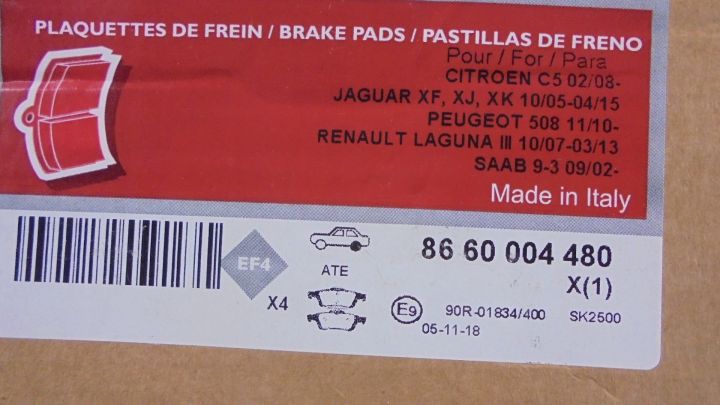 PLAQUETTES DE FREIN / BRAKE PADS / PASTILLAS DE FRENO
Pour / For / Para
CITROEN C5 02/08-
JAGUAR XF, XJ, XK 10/05-04/15
PEUGEOT 508 11/10-
RENAULT LAGUNA III 10/07-03/13
SAAB 9-3 09/02-
Made in Italy
EF4
ATE
86 60 004 480
X(1)
X4
E9 90R-01834/400 SK2500
05-11-18